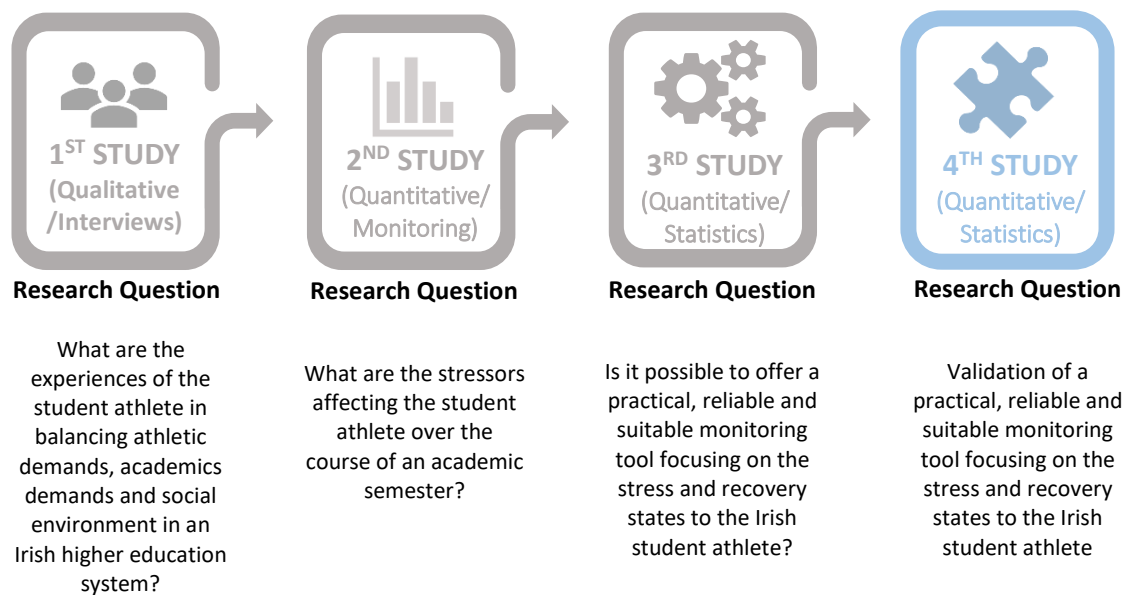 1ST STUDY
(Qualitative
/Interviews)
Research Question
What are the
experiences of the
student athlete in
balancing athletic
demands, academics
demands and social
environment in an
Irish higher education
system?
2ND STUDY
(Quantitative/
Monitoring)
Research Question
What are the stressors
affecting the student
athlete over the
course of an academic
semester?
3RD STUDY
(Quantitative/
Statistics)
Research Question
Is it possible to offer a
practical, reliable and
suitable monitoring
tool focusing on the
stress and recovery
states to the Irish
student athlete?
4TH STUDY
(Quantitative/
Statistics)
Research Question
Validation of a
practical, reliable and
suitable monitoring
tool focusing on the
stress and recovery
states to the Irish
student athlete